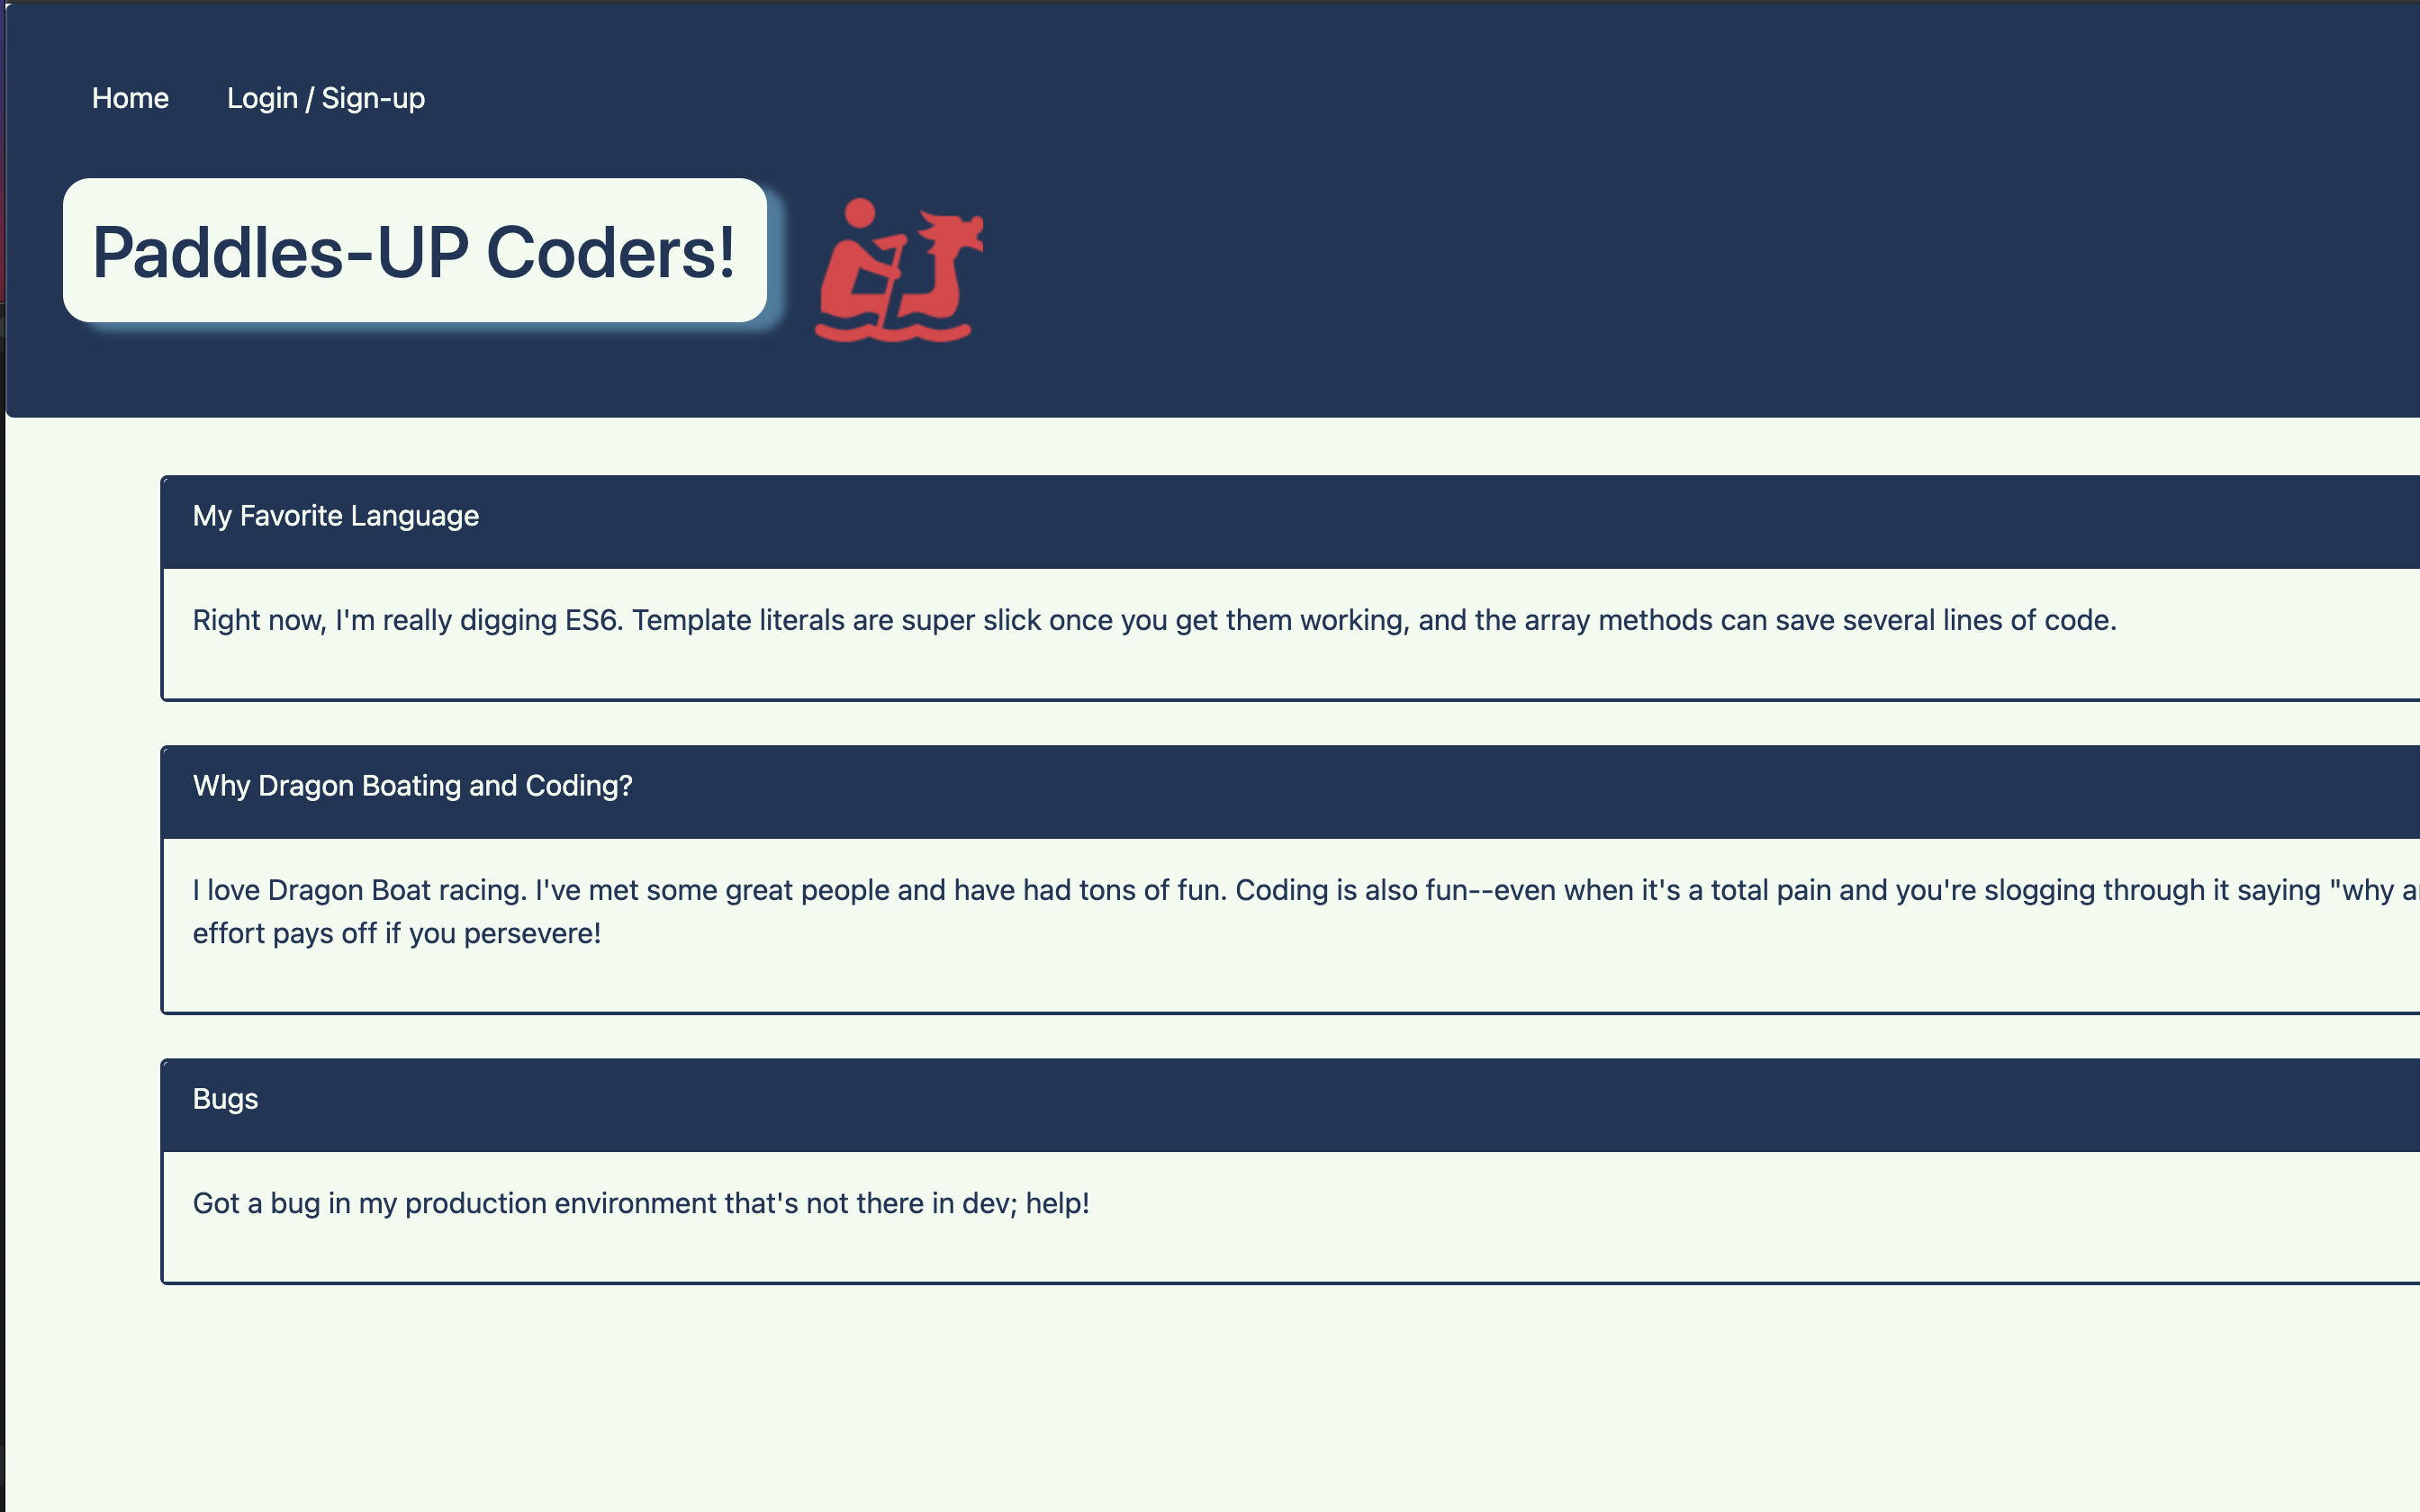 Home Login / Sign-up
Paddles-UP Coders!
My Favorite Language
Right now, I'm really digging ES6. Template literals are super slick once you get them working, and the array methods can save several lines of code.
Why Dragon Boating and Coding?
I love Dragon Boat racing. I've met some great people and have had tons of fun. Coding is also fun--even when it's a total pain and you're slogging through it saying "why
effort pays off if you persevere!
Bugs
Got a bug in my production environment that's not there in dev; help!